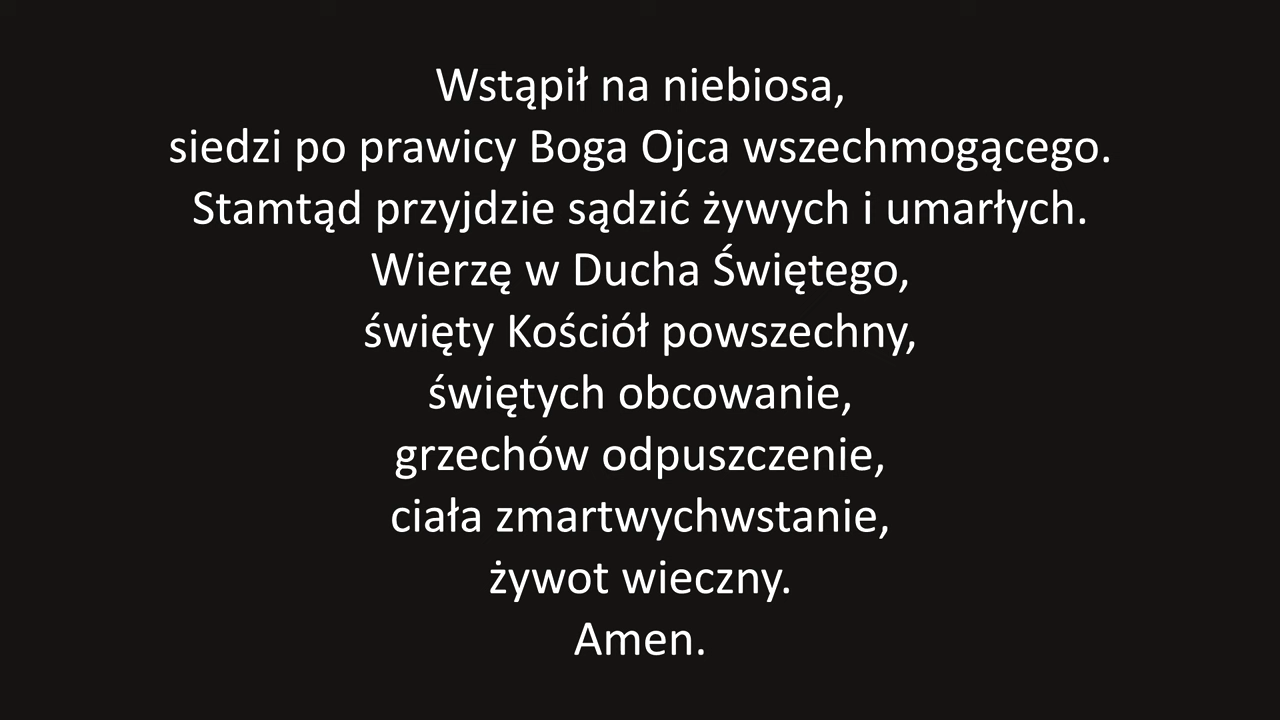 Wstąpił na niebiosa,
siedzi po prawicy Boga Ojca wszechmogącego.
Stamtąd przyjdzie sądzić żywych i umarłych.
Wierzę w Ducha Świętego,
święty Kościół powszechny,
świętych obcowanie,
grzechów odpuszczenie,
ciała zmartwychwstanie,
żywot wieczny.
Amen.